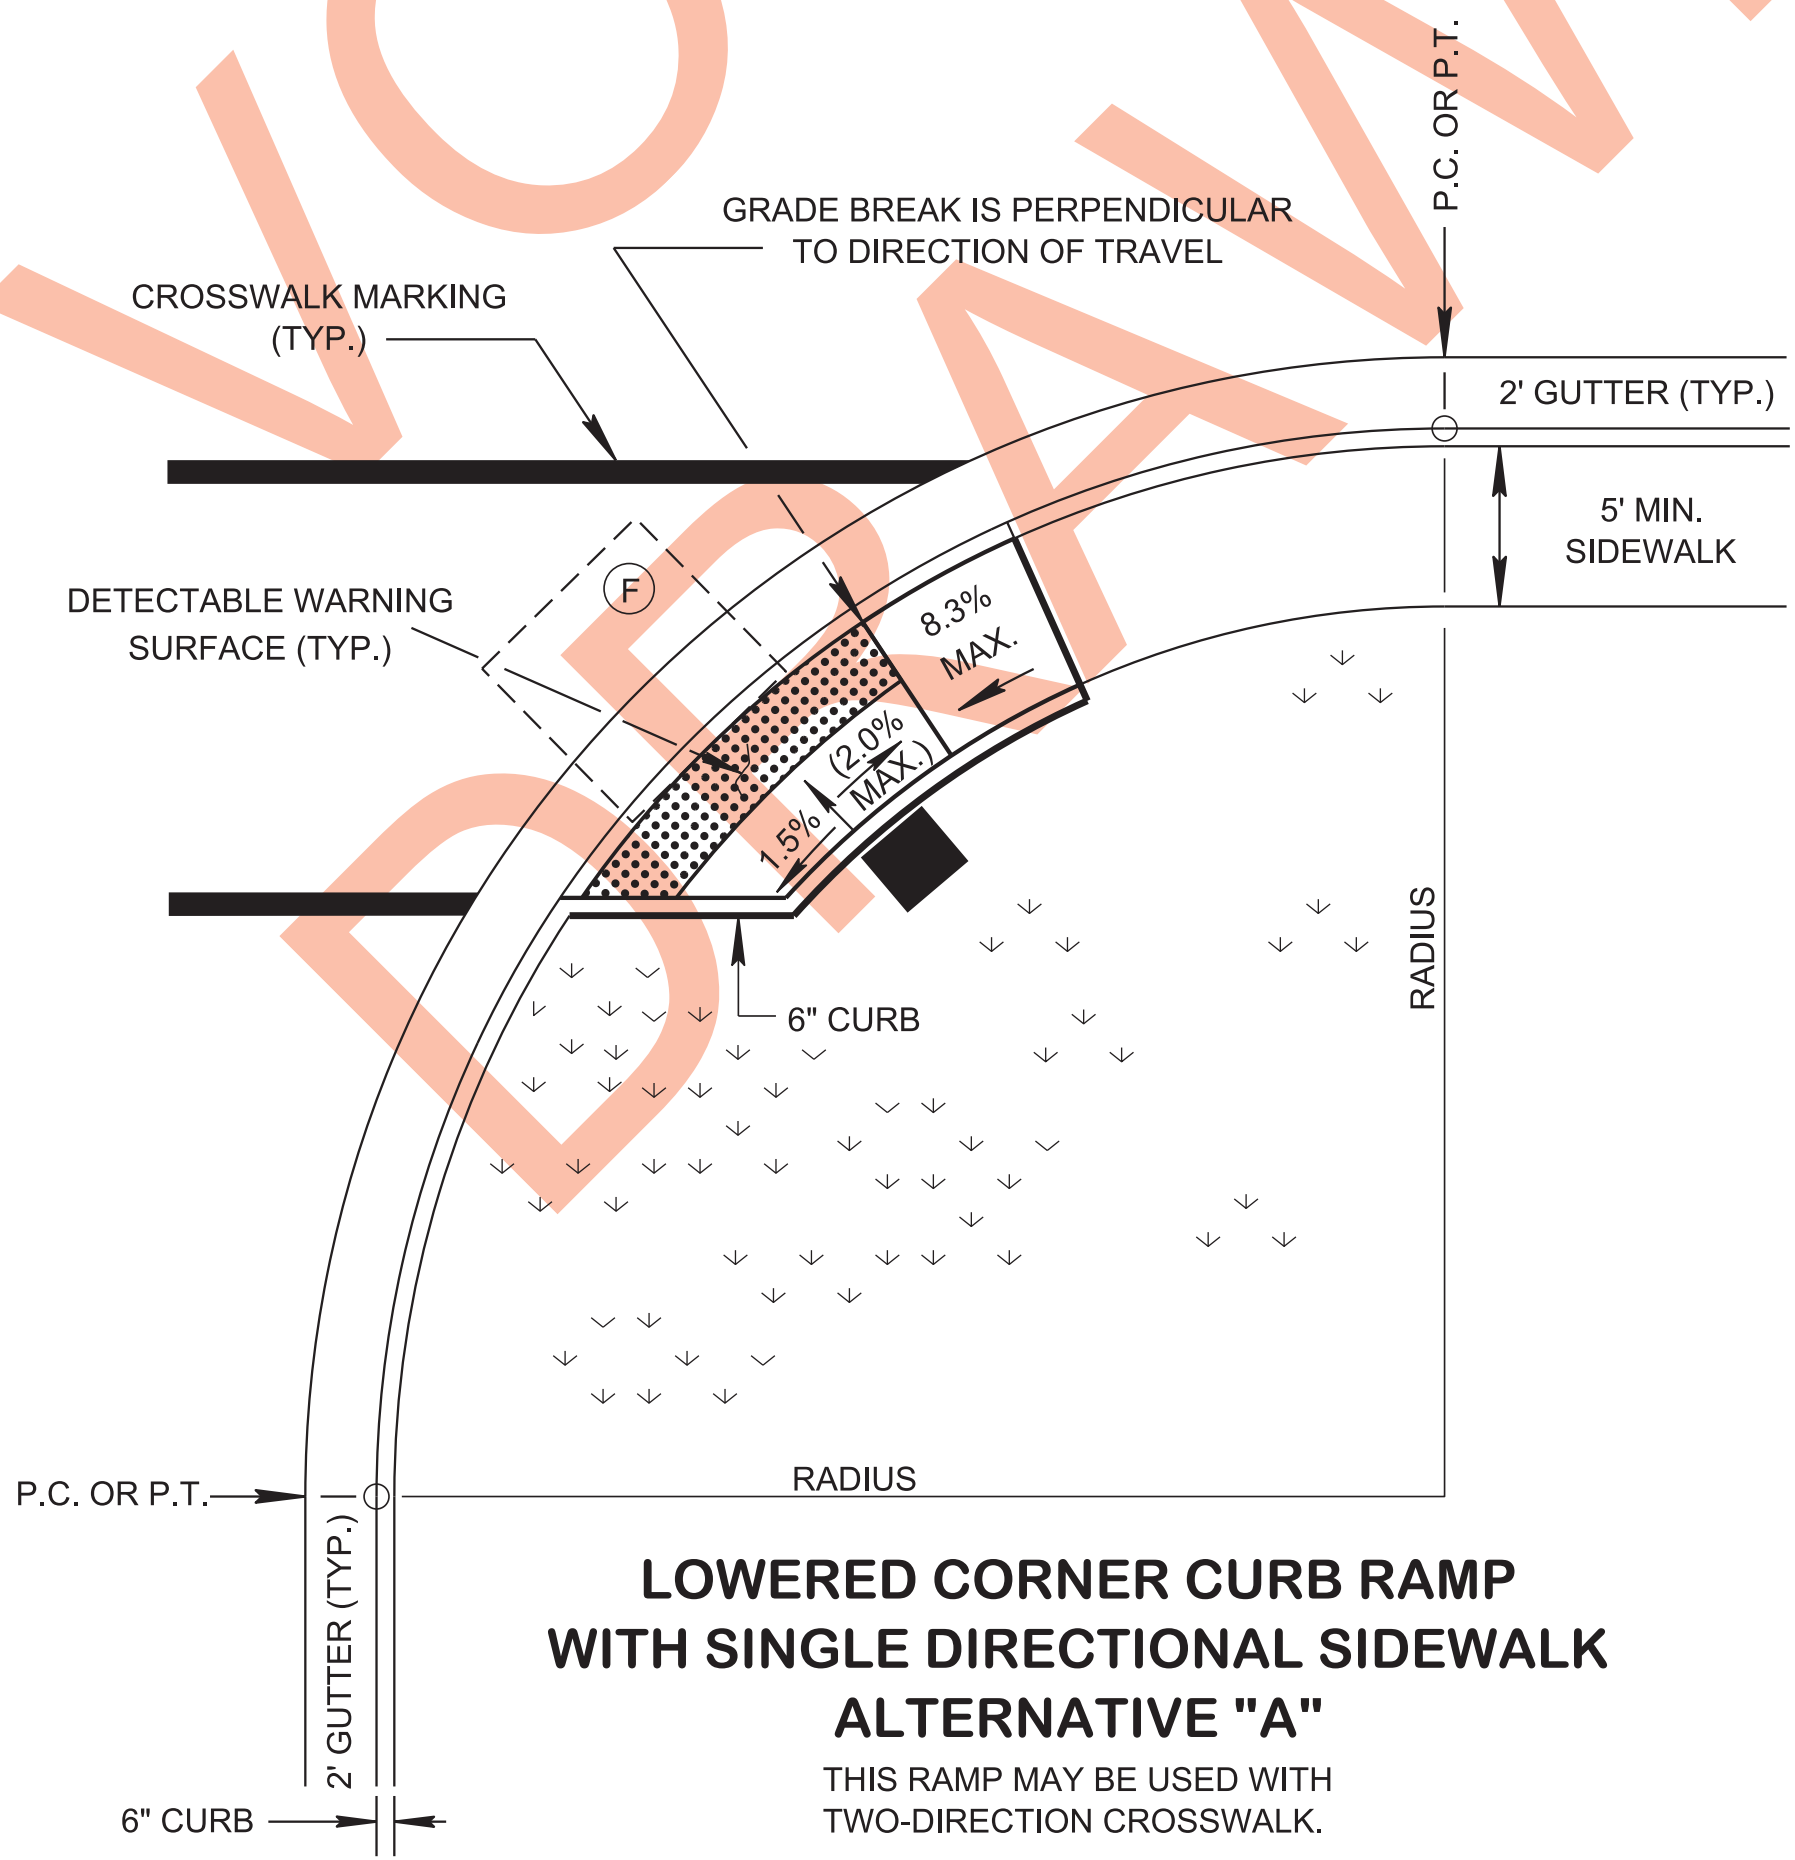 P.C. OR P.T.
GRADE BREAK IS PERPENDICULAR
TO DIRECTION OF TRAVEL
CROSSWALK MARKING
(TYP.)
2' GUTTER (TYP.)
5' MIN.
SIDEWALK
F
DETECTABLE WARNING
SURFACE (TYP.)
8.3%
MAX.
(2.0%
MAX.)
1.5%
6" CURB
RADIUS
RADIUS
P.C. OR P.T.
2' GUTTER (TYP.)
6" CURB
LOWERED CORNER CURB RAMP
WITH SINGLE DIRECTIONAL SIDEWALK
ALTERNATIVE "A"
THIS RAMP MAY BE USED WITH
TWO-DIRECTION CROSSWALK.